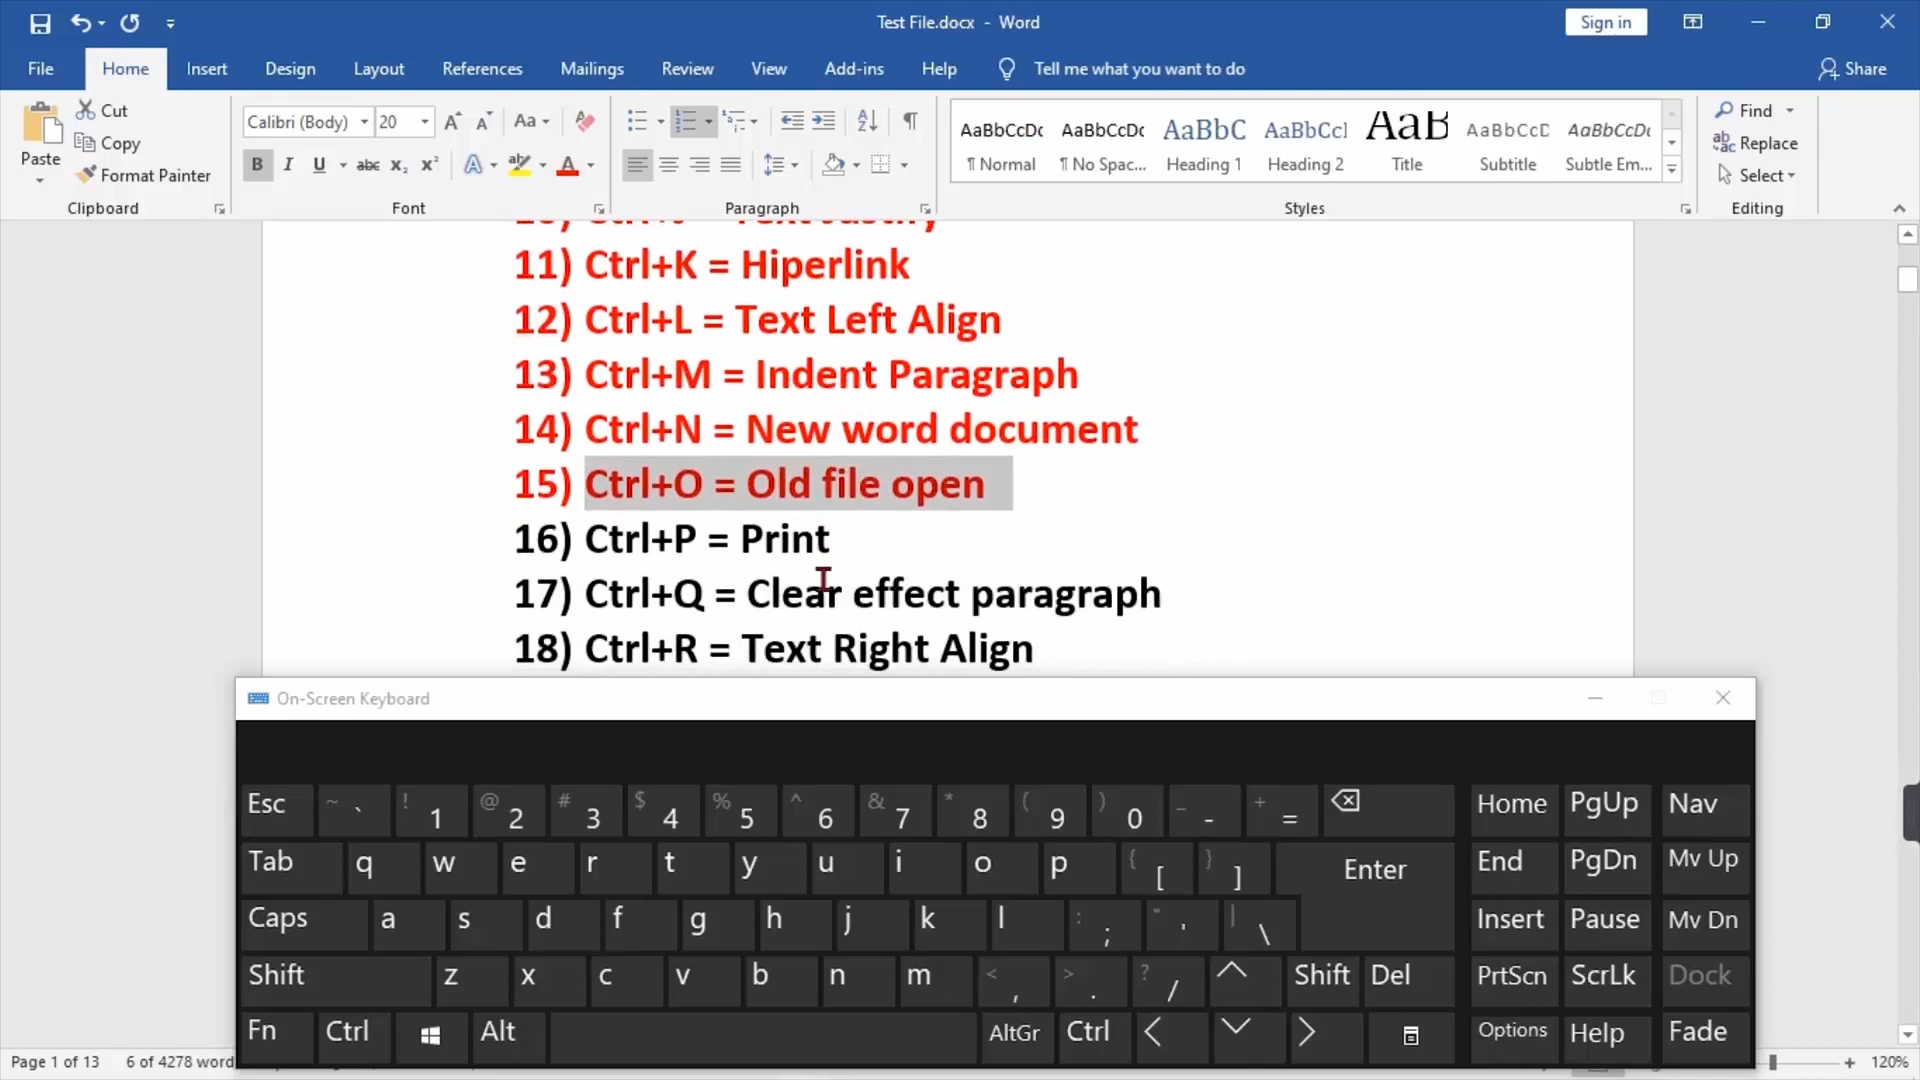 Test File.docx - Word
Sign in
File Home Insert Design Layout References Mailings Review View Add-ins Help Tell me what you want to do Share
Paste
Cut
Copy
Format Painter
Clipboard
Calibri (Body) 20 Aa
B I U abc x₂ x² A A
Font
Paragraph
AaBbCcDc AaBbCcDc AaBbC AaBbCcl AaB AaBbCcD AaBbCcDc
¶ Normal ¶ No Spac... Heading 1 Heading 2 Title Subtitle Subtle Em...
Styles
Find
Replace
Select
Editing
11) Ctrl+K = Hiperlink
12) Ctrl+L = Text Left Align
13) Ctrl+M = Indent Paragraph
14) Ctrl+N = New word document
15) Ctrl+O = Old file open
16) Ctrl+P = Print
17) Ctrl+Q = Clear effect paragraph
18) Ctrl+R = Text Right Align
On-Screen Keyboard
Esc ~ ` ! 1 @ 2 # 3 $ 4 % 5 ^ 6 & 7 * 8 ( 9 ) 0 _ - + = Home PgUp Nav
Tab q w e r t y u i o p { [ } ] Enter End PgDn Mv Up
Caps a s d f g h j k l : ; " ' | \ Insert Pause Mv Dn
Shift z x c v b n m < , > . ? / Shift Del PrtScn ScrLk Dock
Fn Ctrl Alt AltGr Ctrl Options Help Fade
Page 1 of 13 6 of 4278 word 120%